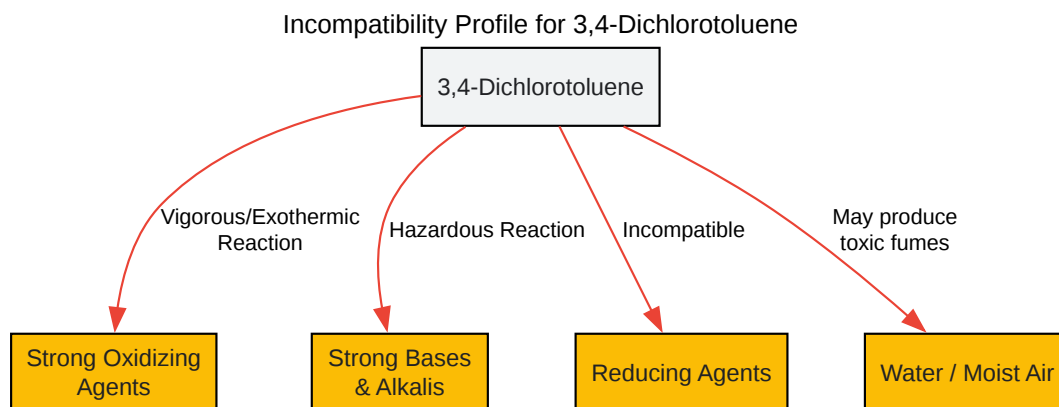 Incompatibility Profile for 3,4-Dichlorotoluene
3,4-Dichlorotoluene
Vigorous/Exothermic
Reaction
Hazardous Reaction
Incompatible
May produce
toxic fumes
Strong Oxidizing
Agents
Strong Bases
& Alkalis
Reducing Agents
Water / Moist Air